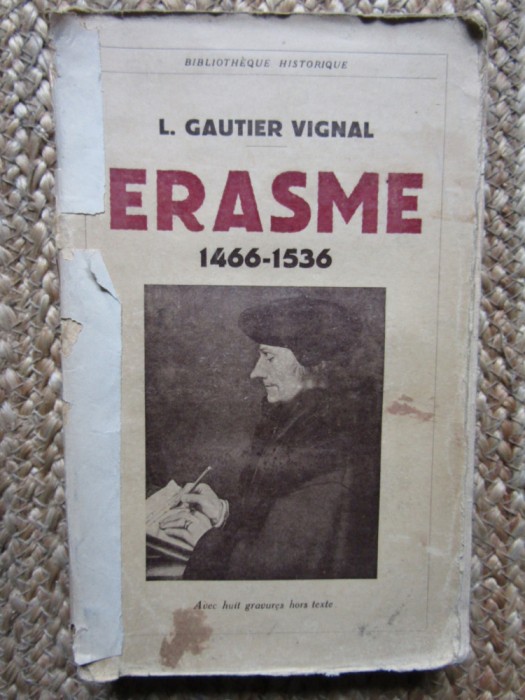 BIBLIOTHÈQUE HISTORIQUE
L. GAUTIER VIGNAL
ERASME
1466-1536
Avec huit gravures hors texte